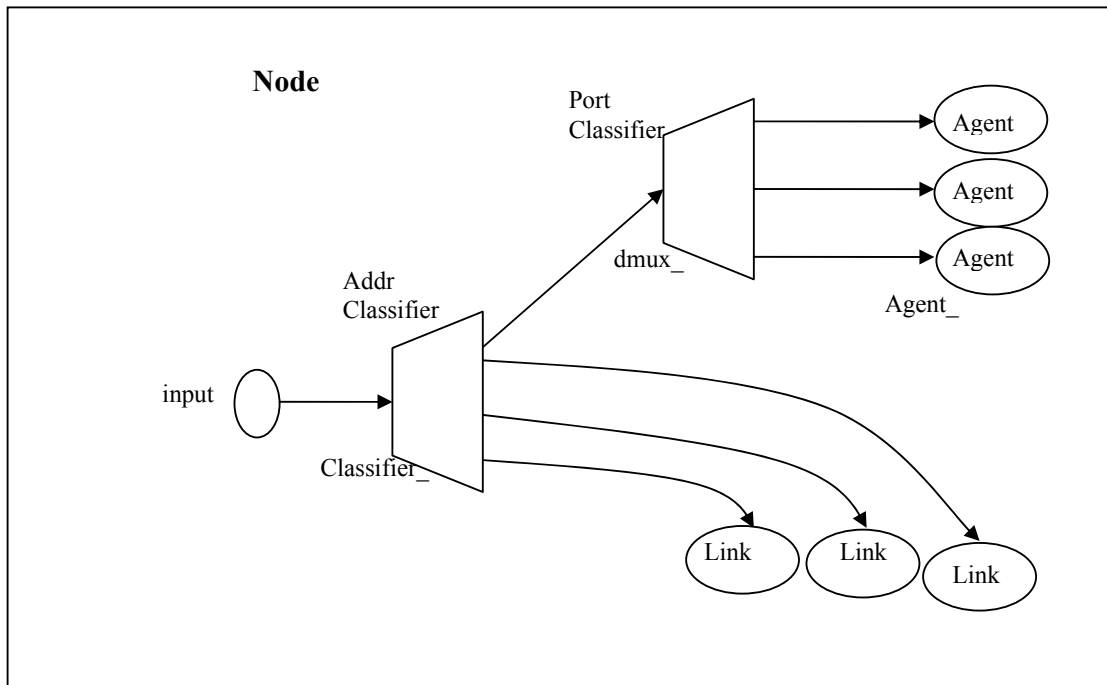 Node
Port
Classifier
Agent
Agent
Agent
dmux_
Agent_
Addr
Classifier
input
Classifier_
Link
Link
Link